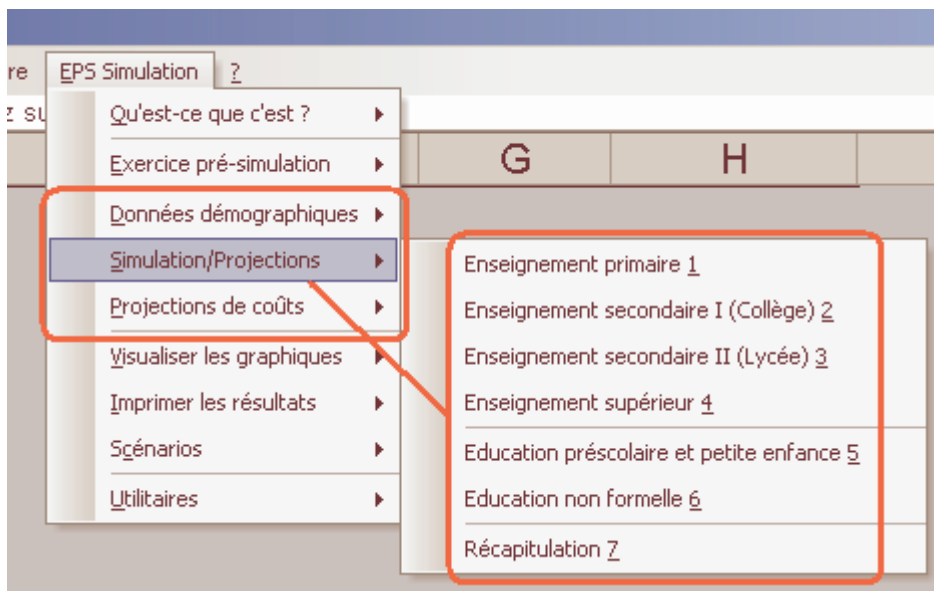 re EPS Simulation ?
Qu'est-ce que c'est ?
Exercice pré-simulation
G H
Données démographiques
Simulation/Projections
Projections de coûts
Visualiser les graphiques
Imprimer les résultats
Scénarios
Utilitaires
Enseignement primaire 1
Enseignement secondaire I (Collège) 2
Enseignement secondaire II (Lycée) 3
Enseignement supérieur 4
Education préscolaire et petite enfance 5
Education non formelle 6
Récapitulation 7